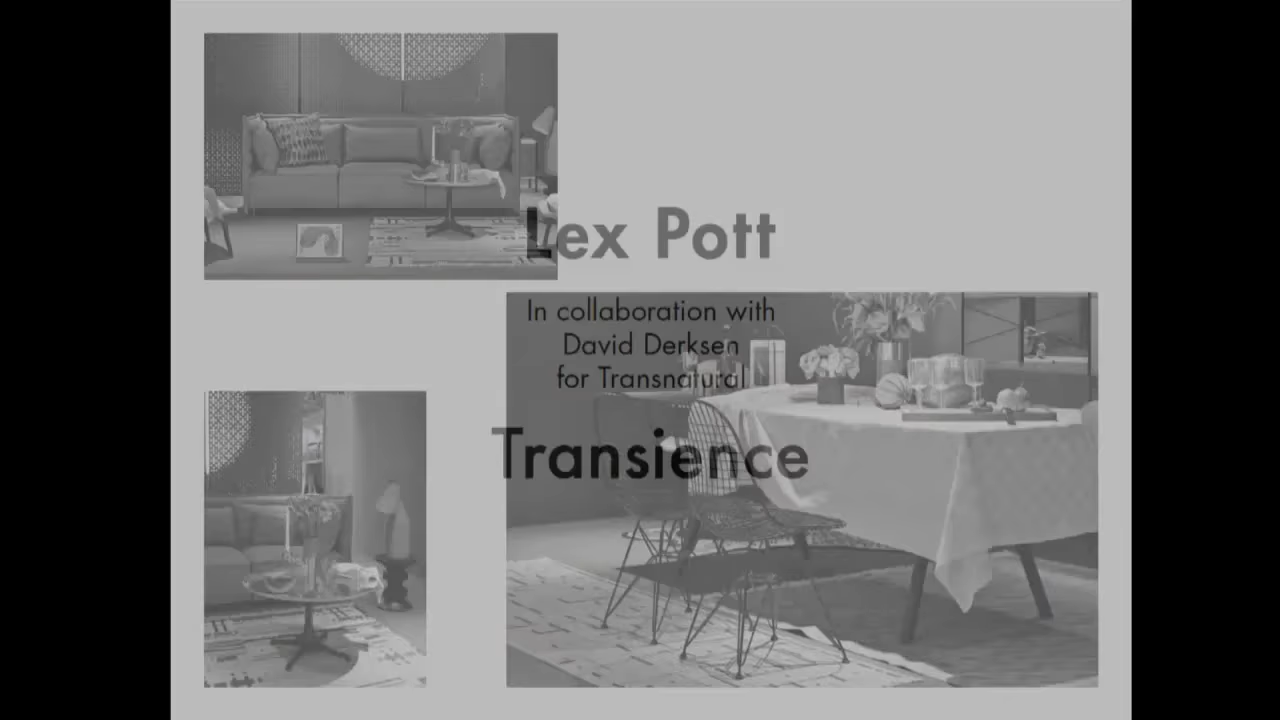 Lex Pott
In collaboration with
David Derksen
for Transnatural
Transience